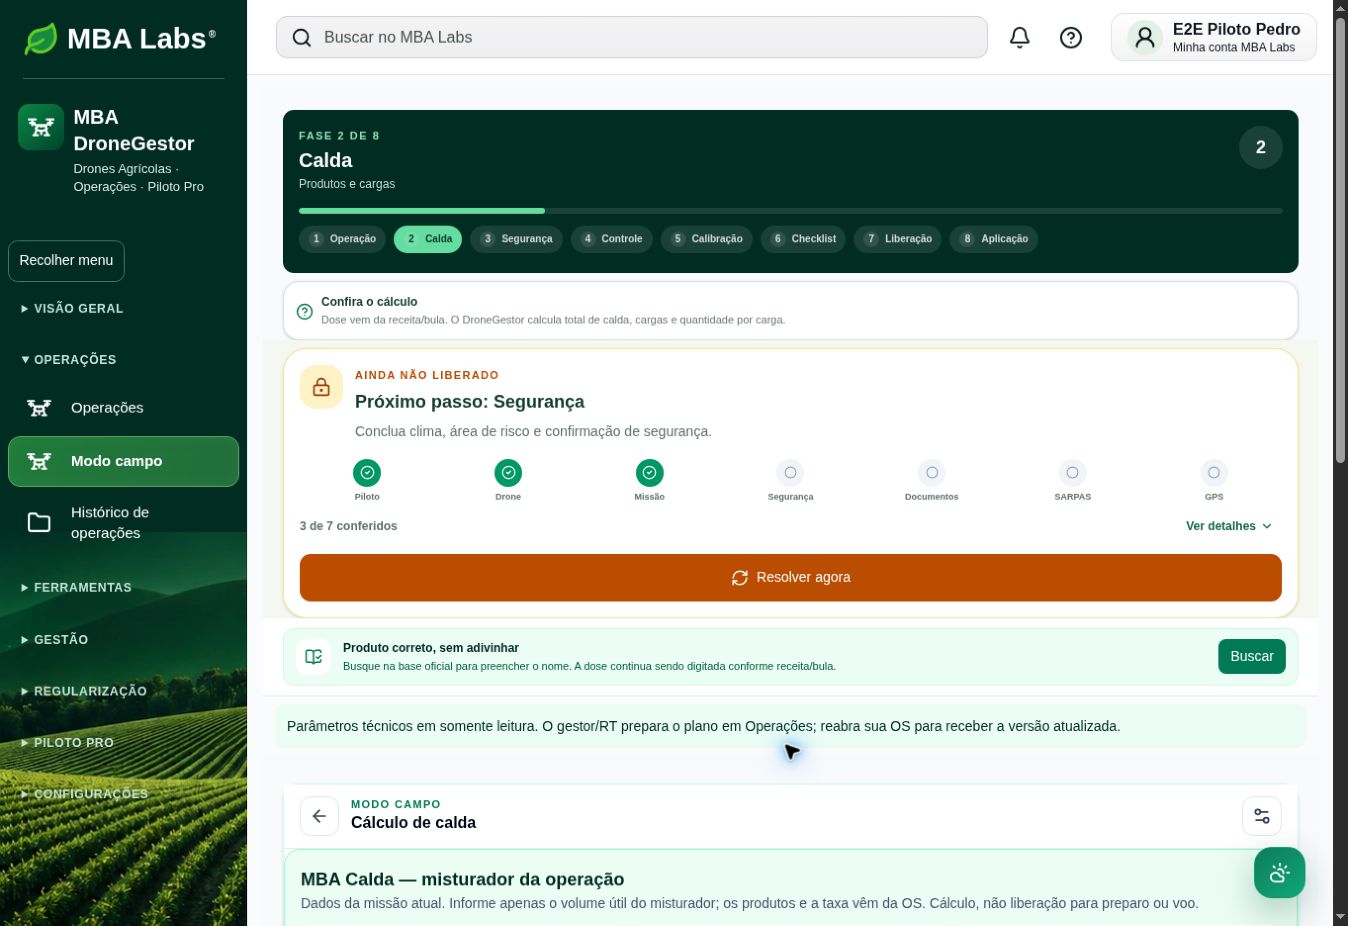 MBA Labs®
MBA
DroneGestor
Drones Agrícolas ·
Operações · Piloto Pro
Recolher menu
VISÃO GERAL
OPERAÇÕES
Operações
Modo campo
Histórico de
operações
FERRAMENTAS
GESTÃO
REGULARIZAÇÃO
PILOTO PRO
CONFIGURAÇÕES
Buscar no MBA Labs
E2E Piloto Pedro
Minha conta MBA Labs
FASE 2 DE 8
Calda
Produtos e cargas
2
1 Operação
2 Calda
3 Segurança
4 Controle
5 Calibração
6 Checklist
7 Liberação
8 Aplicação
Confira o cálculo
Dose vem da receita/bula. O DroneGestor calcula total de calda, cargas e quantidade por carga.
AINDA NÃO LIBERADO
Próximo passo: Segurança
Conclua clima, área de risco e confirmação de segurança.
Piloto
Drone
Missão
Segurança
Documentos
SARPAS
GPS
3 de 7 conferidos
Ver detalhes
Resolver agora
Produto correto, sem adivinhar
Busque na base oficial para preencher o nome. A dose continua sendo digitada conforme receita/bula.
Buscar
Parâmetros técnicos em somente leitura. O gestor/RT prepara o plano em Operações; reabra sua OS para receber a versão atualizada.
MODO CAMPO
Cálculo de calda
MBA Calda — misturador da operação
Dados da missão atual. Informe apenas o volume útil do misturador; os produtos e a taxa vêm da OS. Cálculo, não liberação para preparo ou voo.